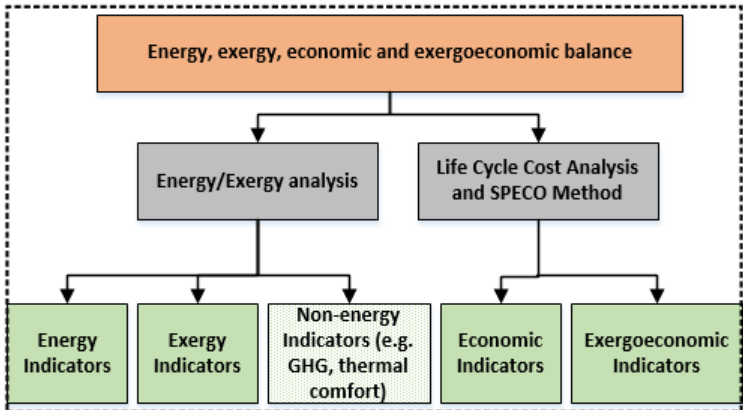 Energy, exergy, economic and exergoeconomic balance
Energy/Exergy analysis
Life Cycle Cost Analysis
and SPECO Method
Energy
Indicators
Exergy
Indicators
Non-energy
Indicators (e.g.
GHG, thermal
comfort)
Economic
Indicators
Exergoeconomic
Indicators